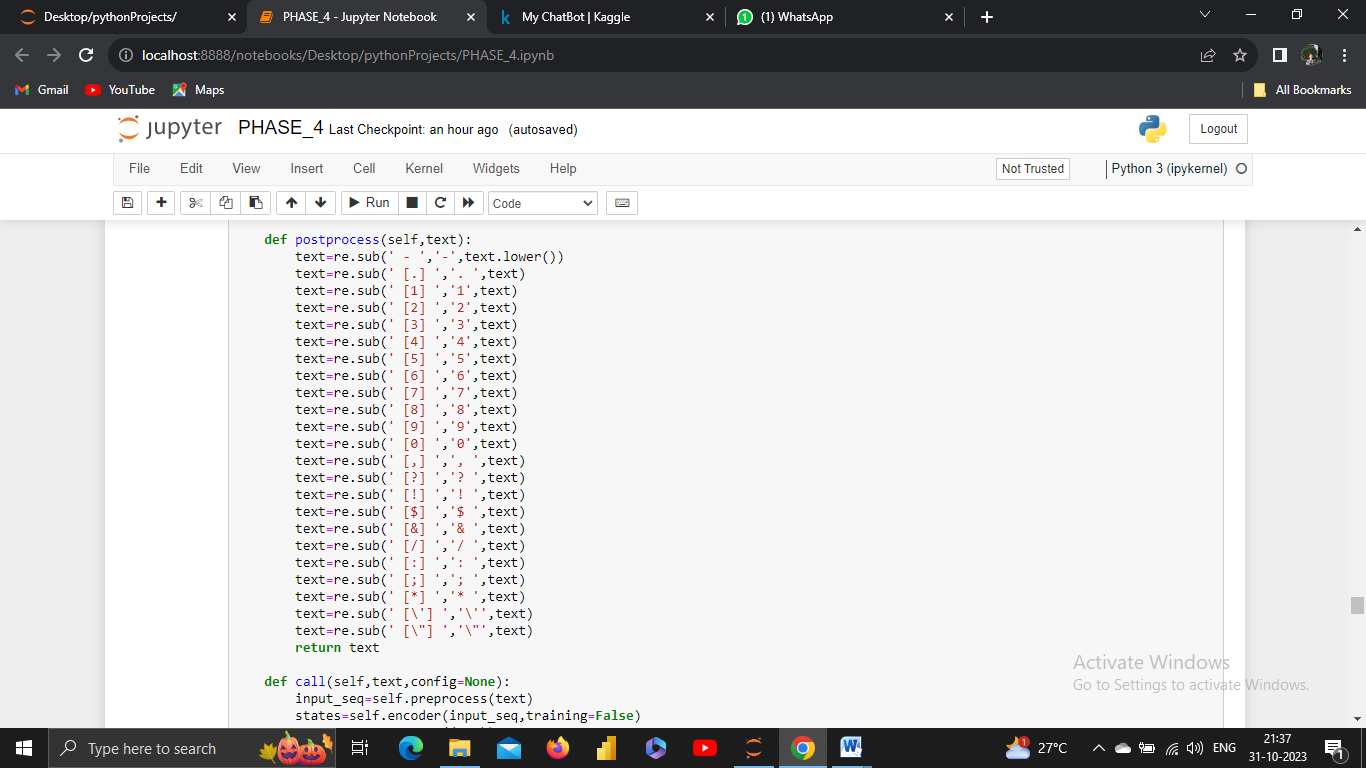 Desktop/pythonProjects/
PHASE_4 - Jupyter Notebook
My ChatBot | Kaggle
(1) WhatsApp
localhost:8888/notebooks/Desktop/pythonProjects/PHASE_4.ipynb
Gmail
YouTube
Maps
All Bookmarks
jupyter PHASE_4 Last Checkpoint: an hour ago (autosaved)
Logout
File Edit View Insert Cell Kernel Widgets Help
Not Trusted
Python 3 (ipykernel)
Run
Code
def postprocess(self,text):
text=re.sub(' - ','-',text.lower())
text=re.sub(' [.] ','. ',text)
text=re.sub(' [1] ','1',text)
text=re.sub(' [2] ','2',text)
text=re.sub(' [3] ','3',text)
text=re.sub(' [4] ','4',text)
text=re.sub(' [5] ','5',text)
text=re.sub(' [6] ','6',text)
text=re.sub(' [7] ','7',text)
text=re.sub(' [8] ','8',text)
text=re.sub(' [9] ','9',text)
text=re.sub(' [0] ','0',text)
text=re.sub(' [,] ',', ',text)
text=re.sub(' [?] ','? ',text)
text=re.sub(' [!] ','! ',text)
text=re.sub(' [$] ','$ ',text)
text=re.sub(' [&] ','& ',text)
text=re.sub(' [/] ','/ ',text)
text=re.sub(' [:] ',': ',text)
text=re.sub(' [;] ','; ',text)
text=re.sub(' [*] ','* ',text)
text=re.sub(' [\'] ','\'',text)
text=re.sub(' [\"] ','\"',text)
return text
def call(self,text,config=None):
input_seq=self.preprocess(text)
states=self.encoder(input_seq,training=False)
Activate Windows
Go to Settings to activate Windows.
Type here to search
1
27°C
ENG
21:37
31-10-2023
1